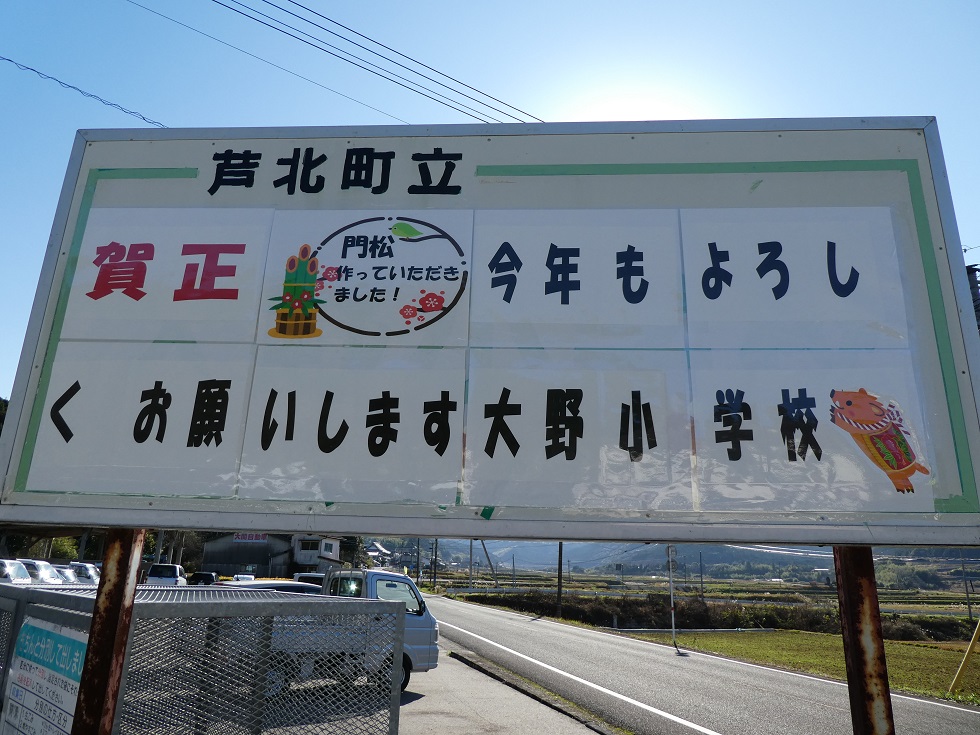 芦北町立
賀正
門松
作っていただき
ました！
今年もよろし
く お願いします大野小学校